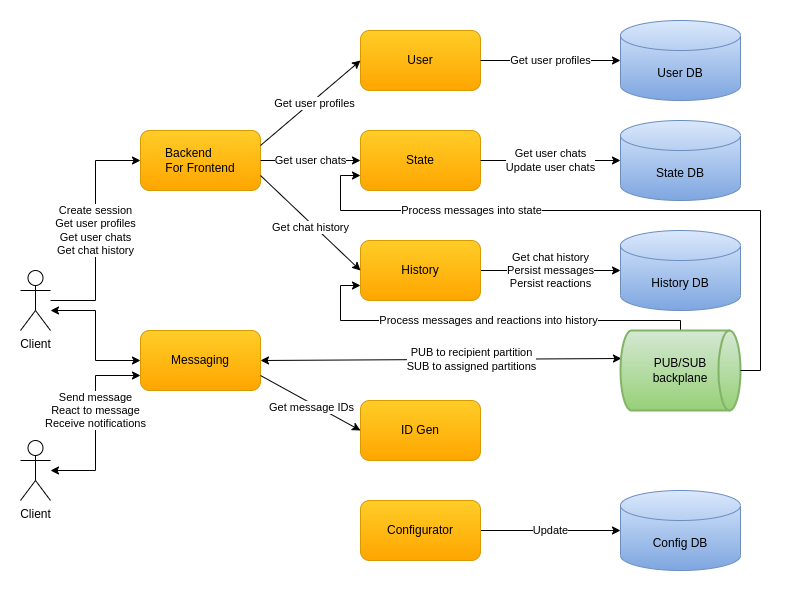 User
Get user profiles
User DB
Get user profiles
Backend
For Frontend
Get user chats
State
Get user chats
Update user chats
State DB
Create session
Get user profiles
Get user chats
Get chat history
Process messages into state
Get chat history
History
Get chat history
Persist messages
Persist reactions
History DB
Client
Process messages and reactions into history
Messaging
PUB to recipient partition
SUB to assigned partitions
PUB/SUB
backplane
Send message
React to message
Receive notifications
Get message IDs
ID Gen
Client
Configurator
Update
Config DB